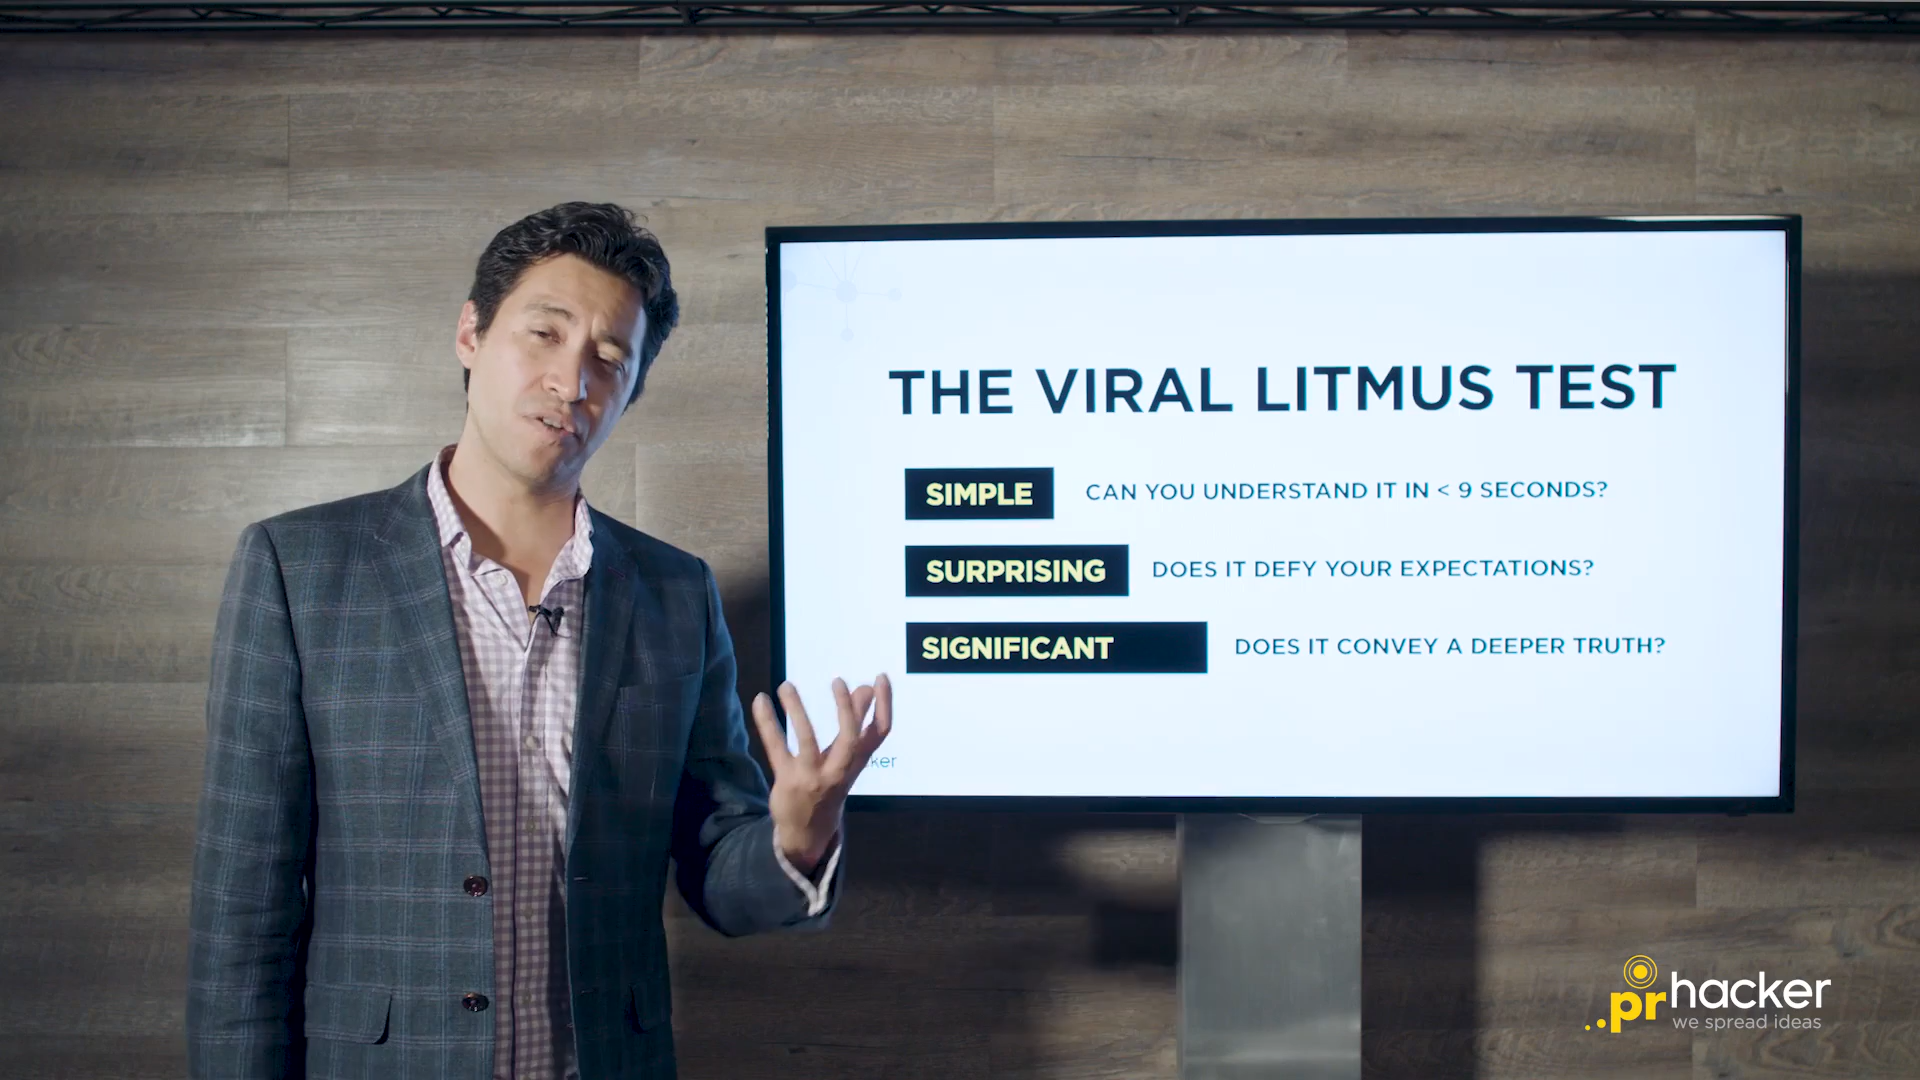 THE VIRAL LITMUS TEST
SIMPLE CAN YOU UNDERSTAND IT IN < 9 SECONDS?
SURPRISING DOES IT DEFY YOUR EXPECTATIONS?
SIGNIFICANT DOES IT CONVEY A DEEPER TRUTH?
..prhacker
we spread ideas